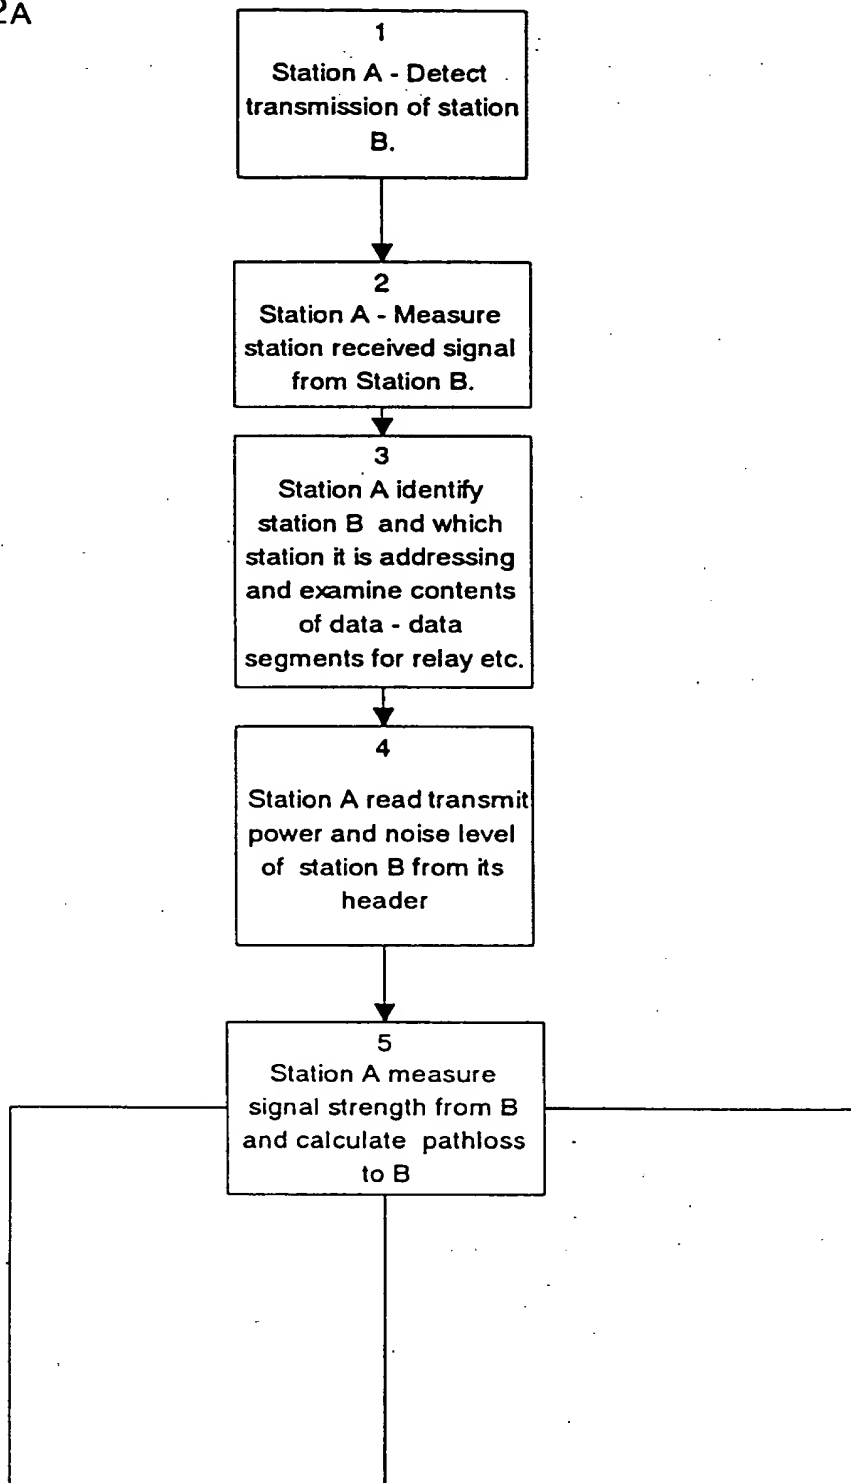 2A
1
Station A - Detect
transmission of station
B.
2
Station A - Measure
station received signal
from Station B.
3
Station A identify
station B and which
station it is addressing
and examine contents
of data - data
segments for relay etc.
4
Station A read transmit
power and noise level
of station B from its
header
5
Station A measure
signal strength from B
and calculate pathloss
to B